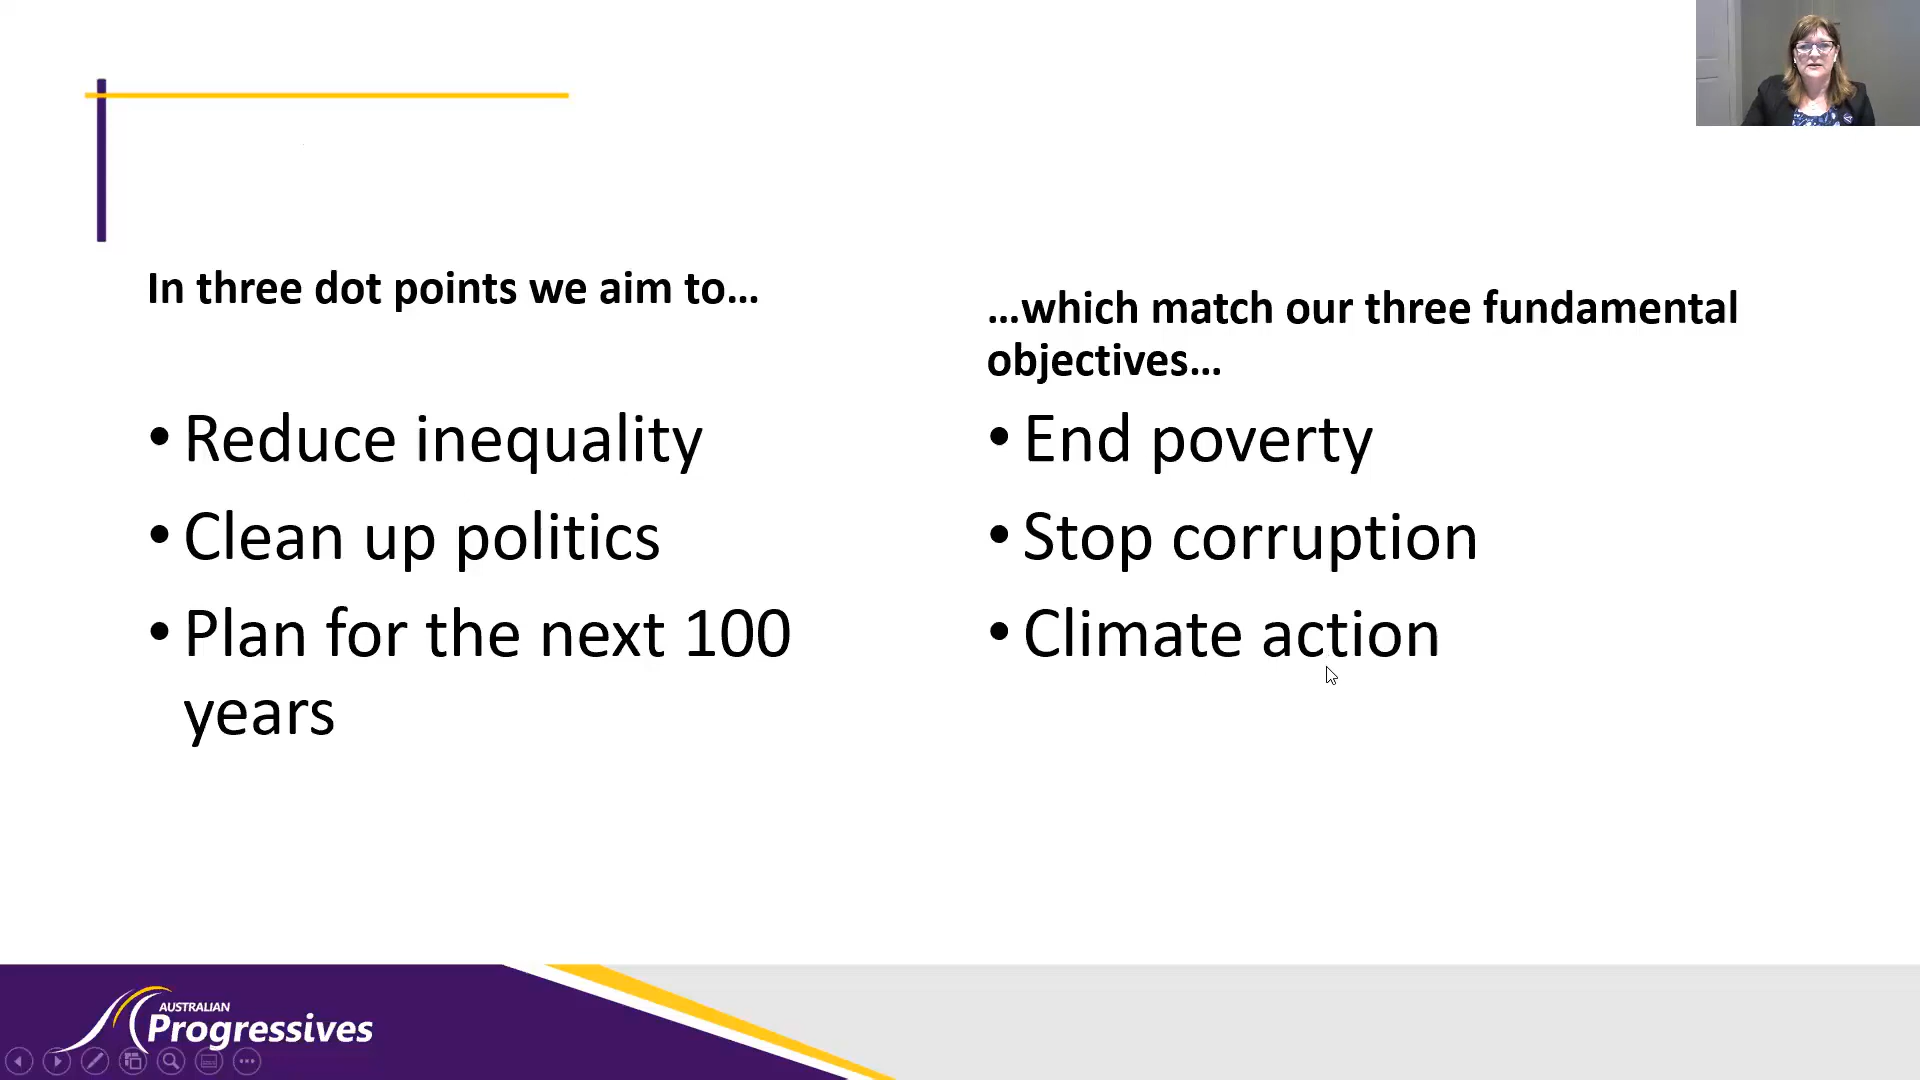 In three dot points we aim to...
• Reduce inequality
• Clean up politics
• Plan for the next 100
years
...which match our three fundamental
objectives...
• End poverty
• Stop corruption
• Climate action
AUSTRALIAN
Progressives